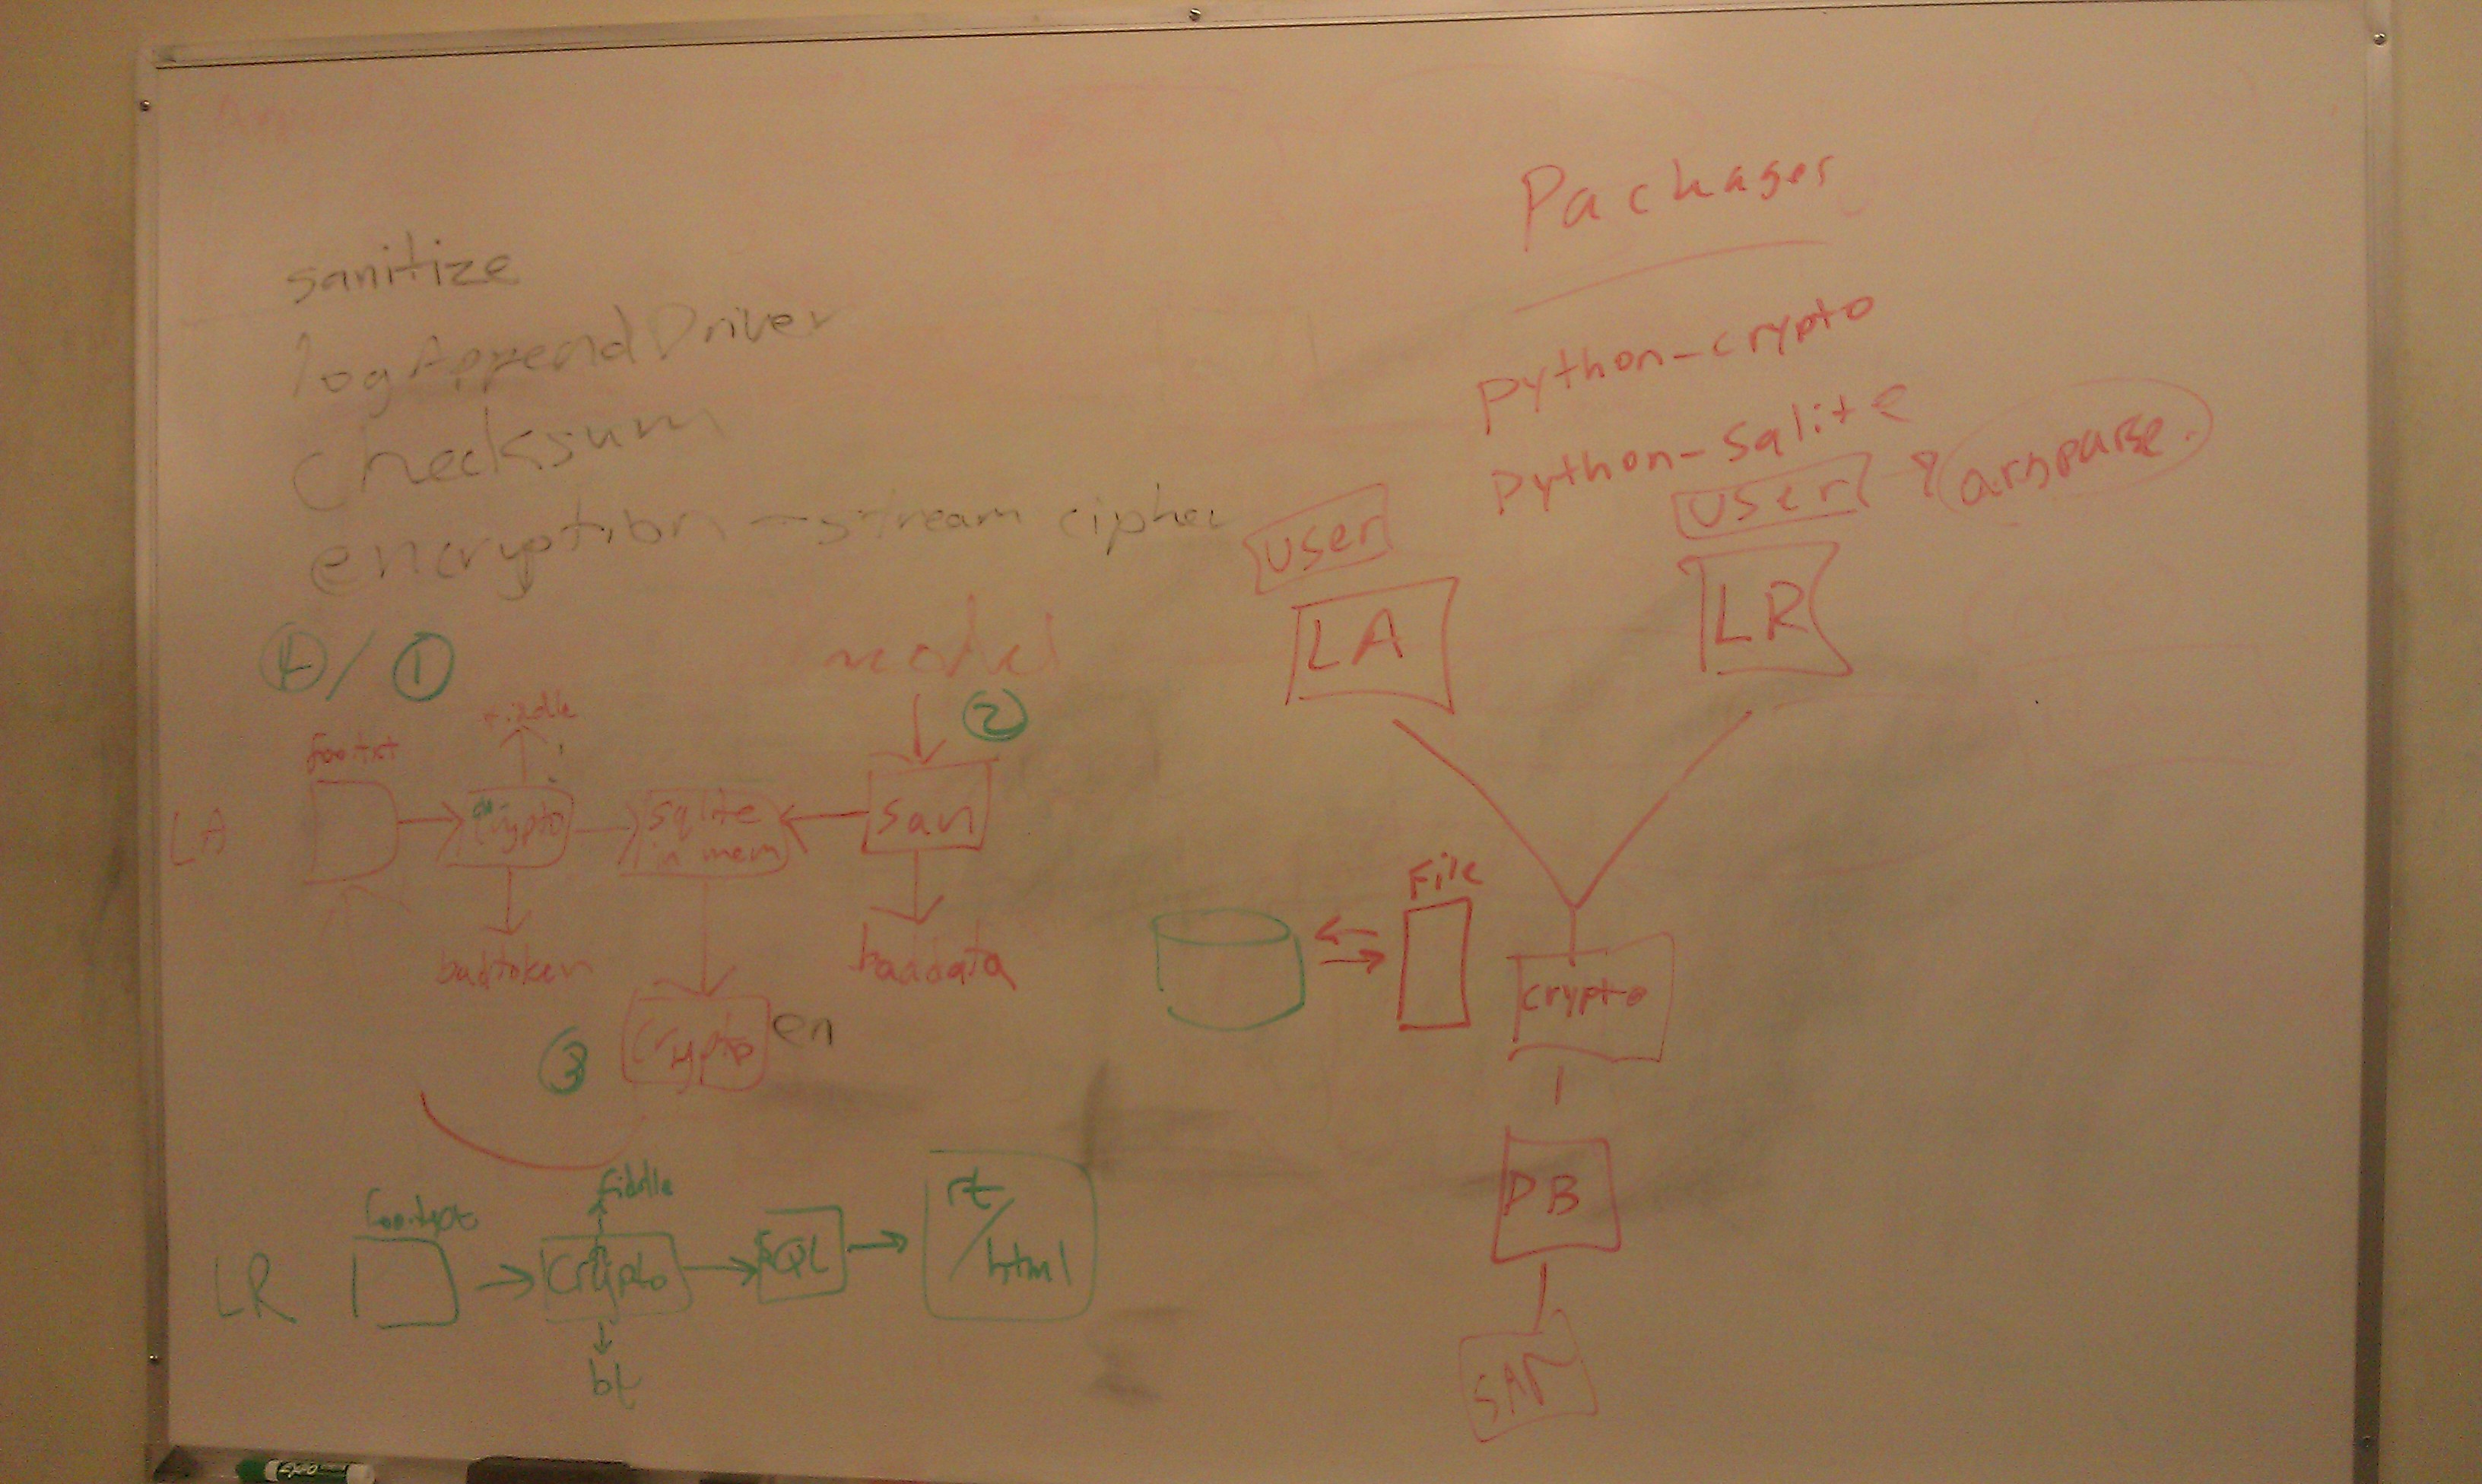 Packages
sanitize
logAppendDriver
checksum
encryption - stream cipher
python-crypto
python-sqlite
user
user
argparse.
LA
LR
1
2
fiddle
foo.txt
LA
crypto
sqlite
in mem
san
badtoken
baddata
3
crypto
en
File
crypto
PB
SAN
LR
foo.txt
fiddle
crypto
SQL
rt
/
html
bt